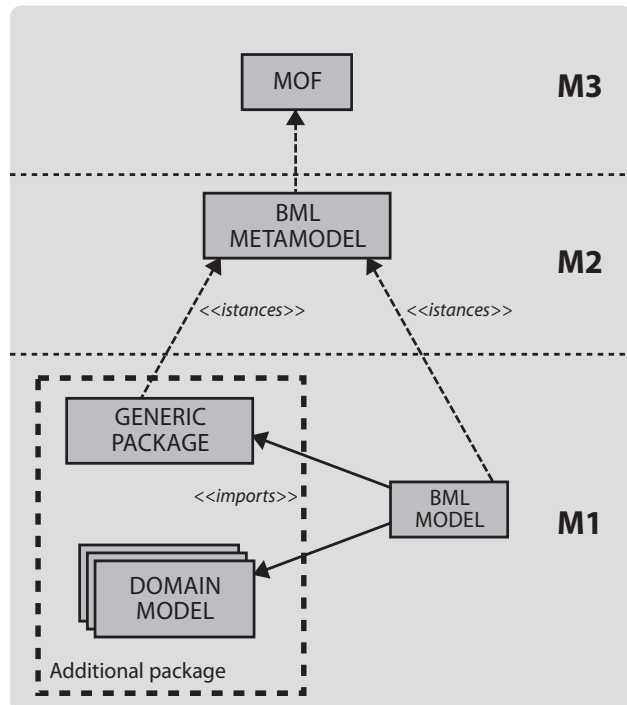 MOF
M3
BML
METAMODEL
M2
<<istances>>
<<istances>>
GENERIC
PACKAGE
<<imports>>
BML
MODEL
M1
DOMAIN
MODEL
Additional package